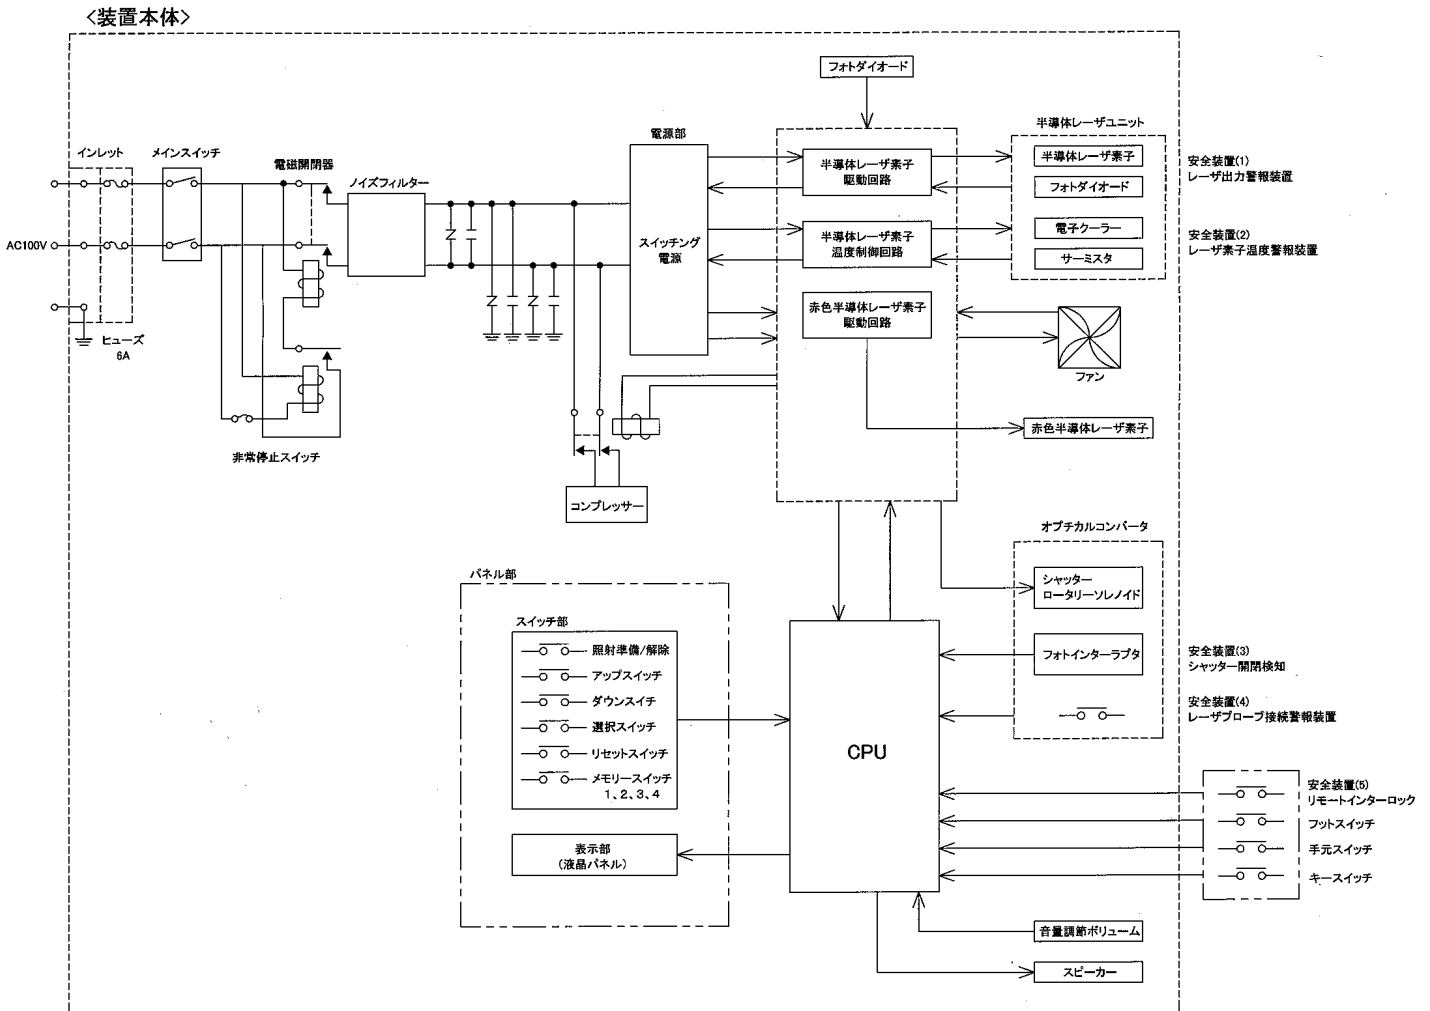 <装置本体>
フォトダイオード
インレット
メインスイッチ
電磁開閉器
ノイズフィルター
電源部
半導体レーザユニット
AC100V
ヒューズ
6A
非常停止スイッチ
スイッチング
電源
コンプレッサー
半導体レーザ素子
駆動回路
半導体レーザ素子
温度制御回路
赤色半導体レーザ素子
駆動回路
半導体レーザ素子
フォトダイオード
電子クーラー
サーミスタ
安全装置(1)
レーザ出力警報装置
安全装置(2)
レーザ素子温度警報装置
ファン
赤色半導体レーザ素子
オプチカルコンバータ
シャッター
ロータリーソレノイド
フォトインターラプタ
安全装置(3)
シャッター開閉検知
安全装置(4)
レーザプローブ接続警報装置
パネル部
スイッチ部
照射準備/解除
アップスイッチ
ダウンスイチ
選択スイッチ
リセットスイッチ
メモリースイッチ
1、2、3、4
表示部
(液晶パネル)
CPU
安全装置(5)
リモートインターロック
フットスイッチ
手元スイッチ
キースイッチ
音量調節ボリューム
スピーカー